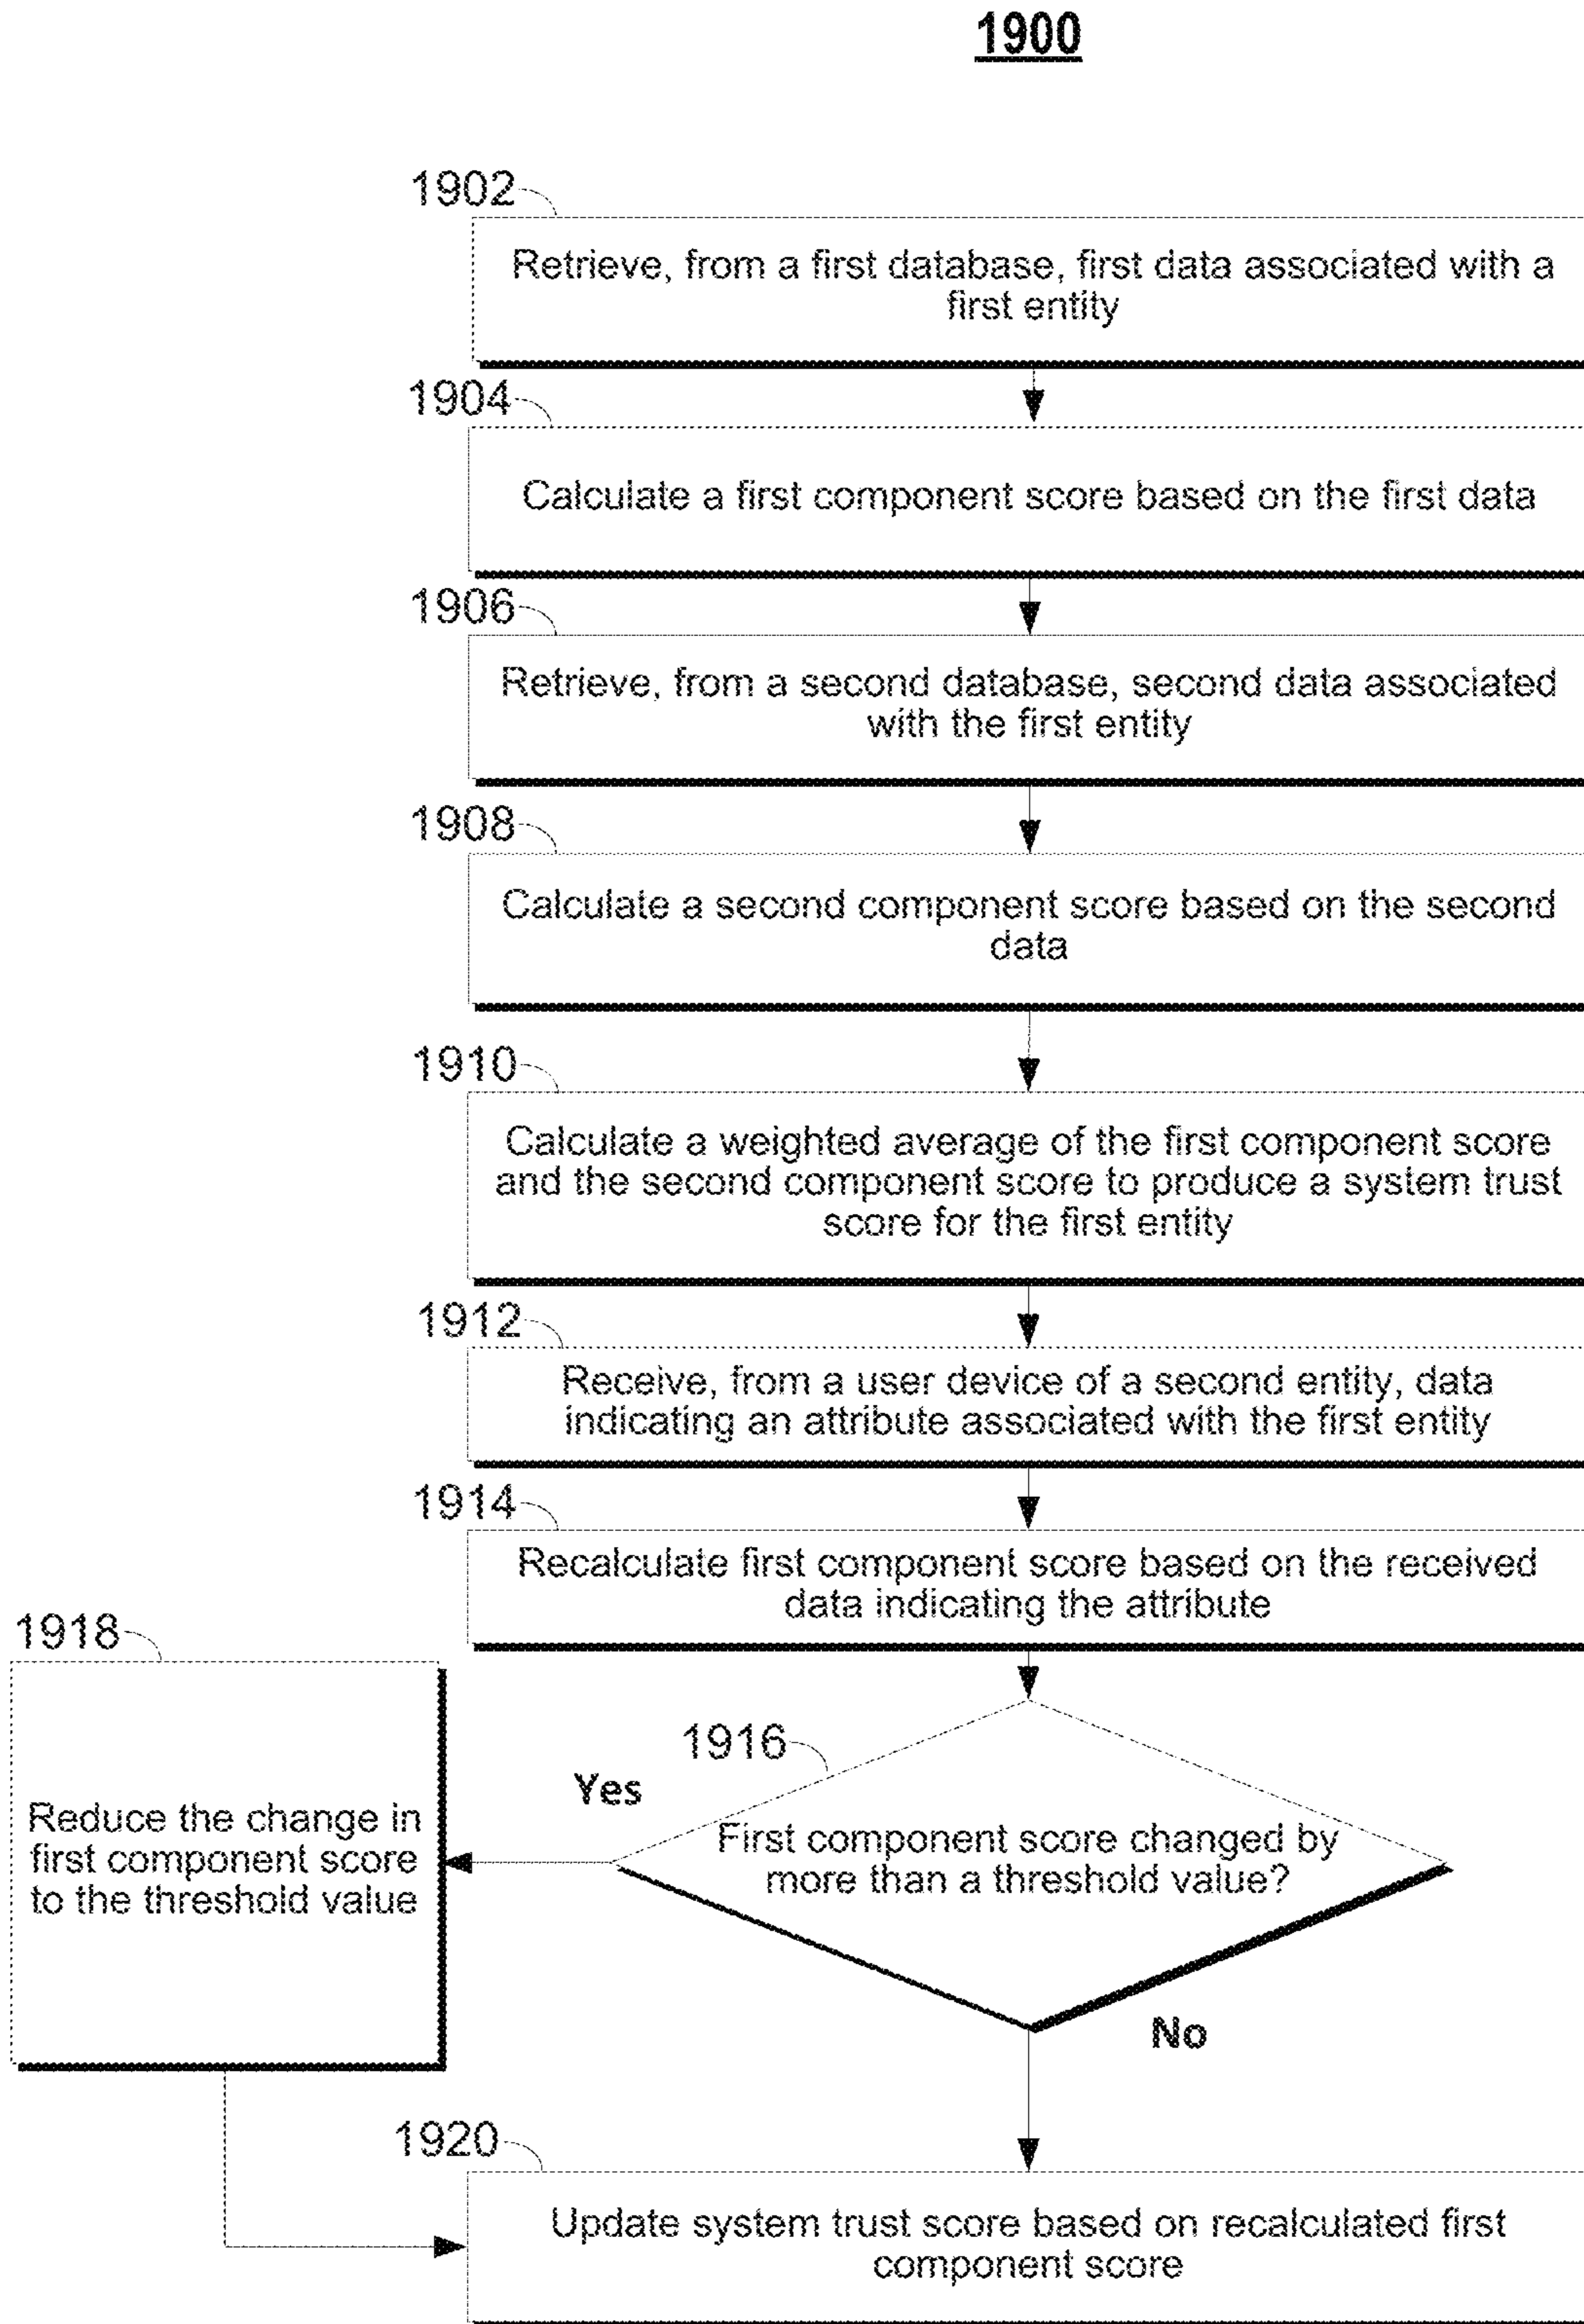 1900
1902
Retrieve, from a first database, first data associated with a
first entity
1904
Calculate a first component score based on the first data
1906
Retrieve, from a second database, second data associated
with the first entity
1908
Calculate a second component score based on the second
data
1910
Calculate a weighted average of the first component score
and the second component score to produce a system trust
score for the first entity
1912
Receive, from a user device of a second entity, data
indicating an attribute associated with the first entity
1914
Recalculate first component score based on the received
data indicating the attribute
1916
First component score changed by
more than a threshold value?
Yes
1918
Reduce the change in
first component score
to the threshold value
No
1920
Update system trust score based on recalculated first
component score